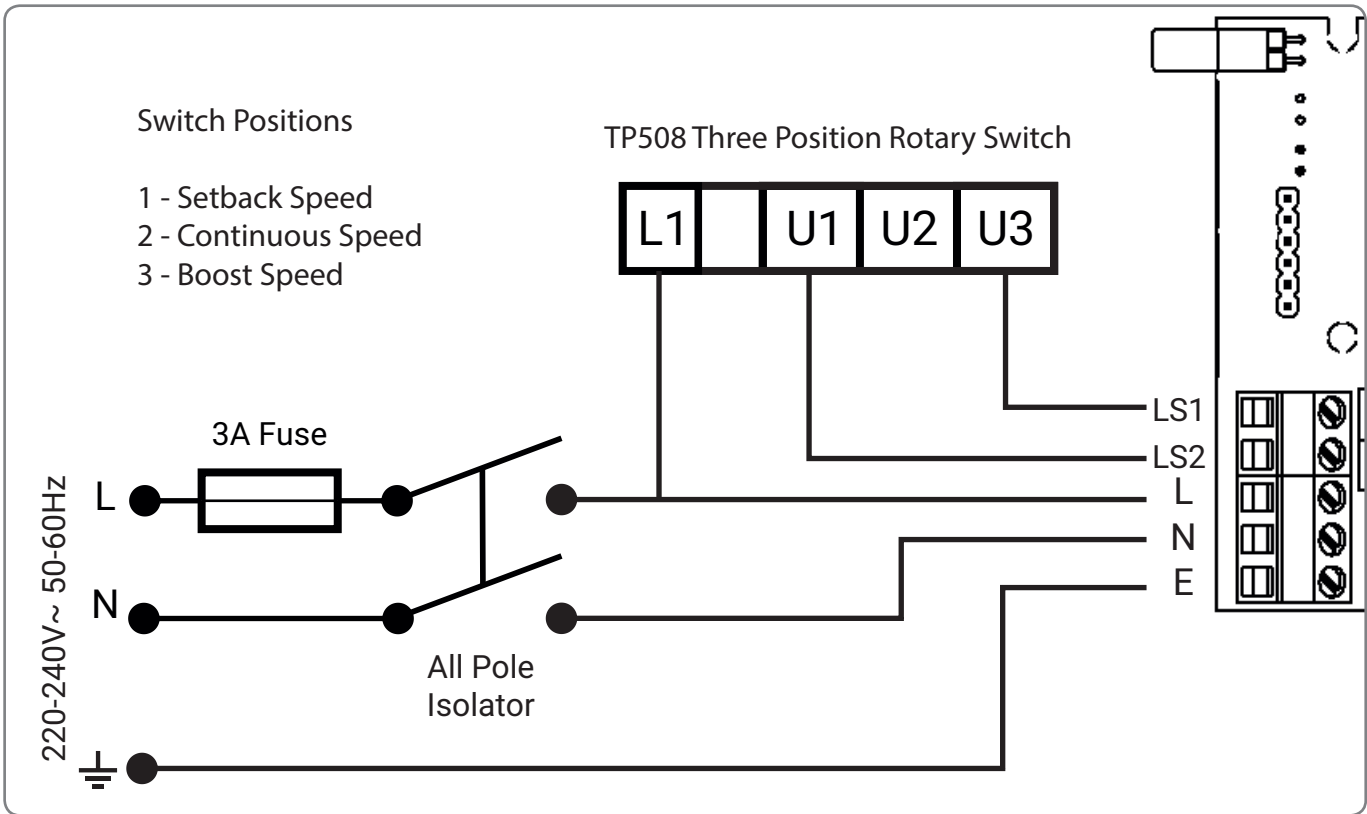 Switch Positions
1 - Setback Speed
2 - Continuous Speed
3 - Boost Speed
TP508 Three Position Rotary Switch
L1 U1 U2 U3
LS1
LS2
L
N
E
3A Fuse
L
N
220-240V~ 50-60Hz
All Pole
Isolator